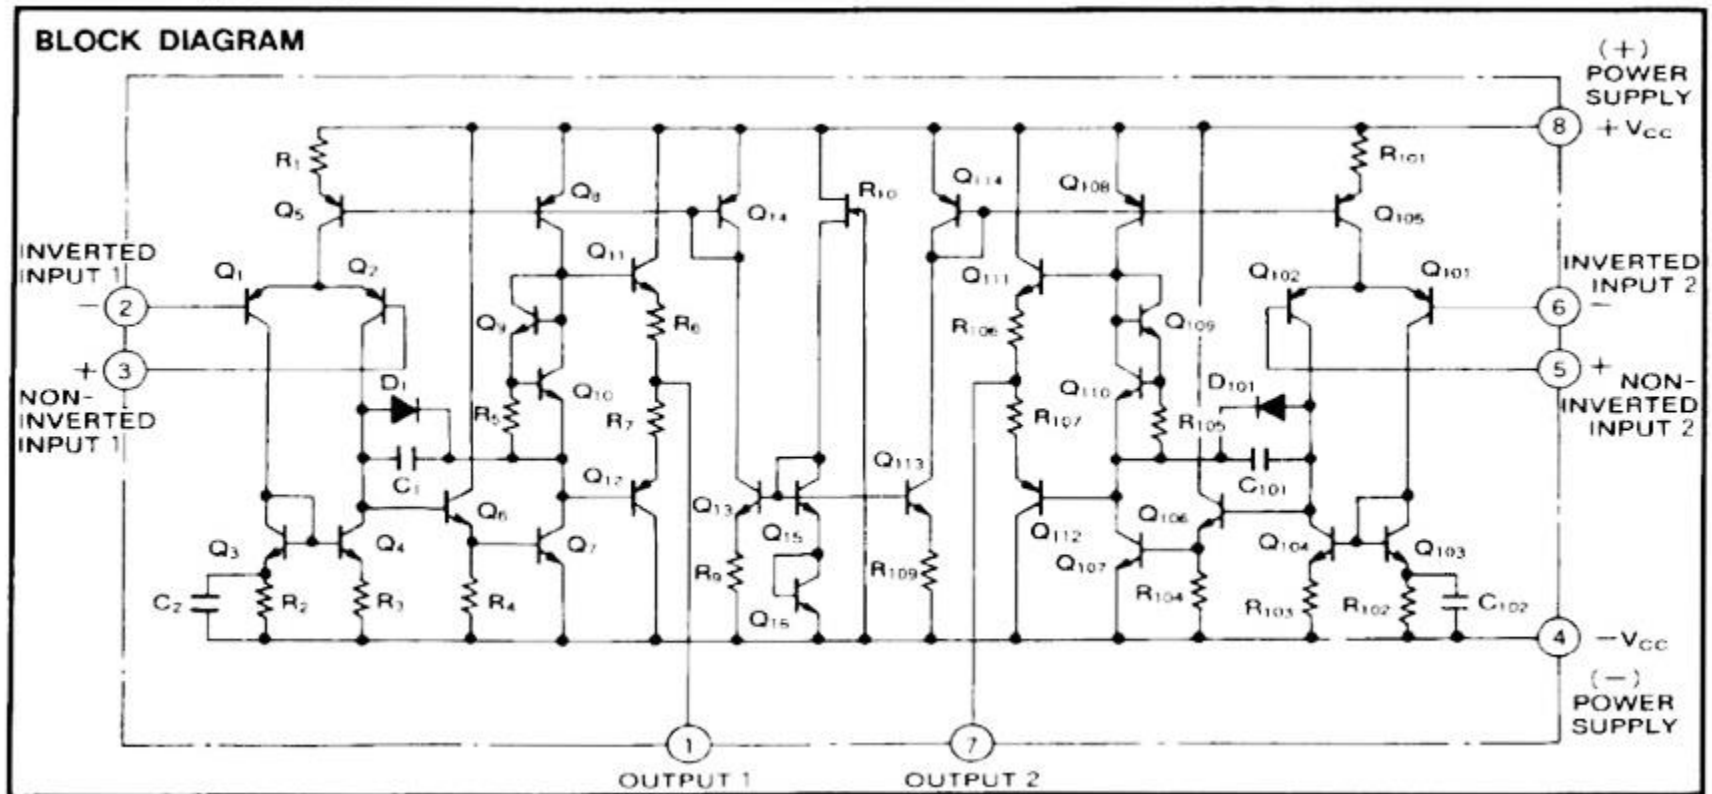 BLOCK DIAGRAM
(+)
POWER
SUPPLY
8
+VCC
R1
R101
Q5
Q8
Q14
R10
Q114
Q108
Q105
INVERTED
INPUT 1
Q1
Q2
Q11
Q111
Q102
Q101
INVERTED
INPUT 2
−
2
Q9
R6
R106
Q109
6
−
+
3
D1
Q10
Q110
D101
5
+
NON-
INVERTED
INPUT 1
R5
R7
R107
R105
NON-
INVERTED
INPUT 2
C1
Q12
Q113
C101
Q3
Q4
Q6
Q7
Q13
Q15
Q112
Q106
Q107
Q104
Q103
C2
R2
R3
R4
R9
Q16
R109
R104
R103
R102
C102
4
−VCC
(−)
POWER
SUPPLY
1
7
OUTPUT 1
OUTPUT 2